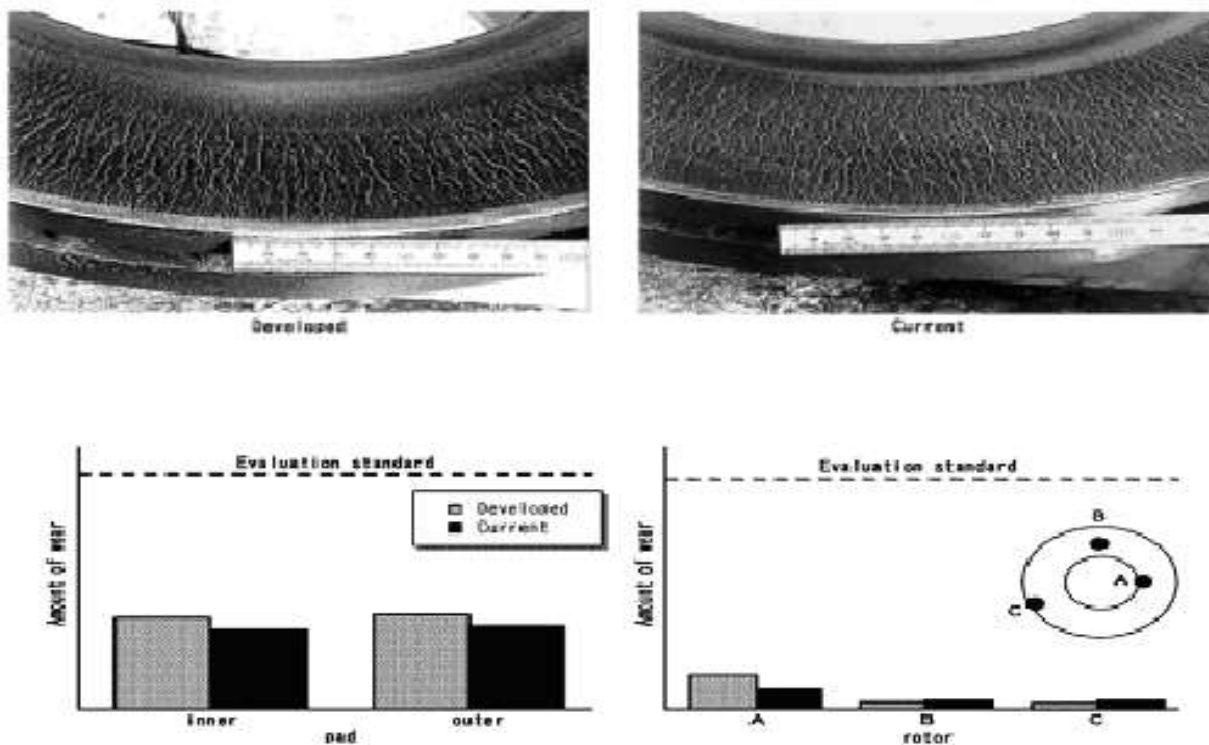 Developed
Current
Evaluation standard
Developed
Current
Amount of wear
inner
outer
pad
Evaluation standard
B
A
C
Amount of wear
A
B
C
rotor